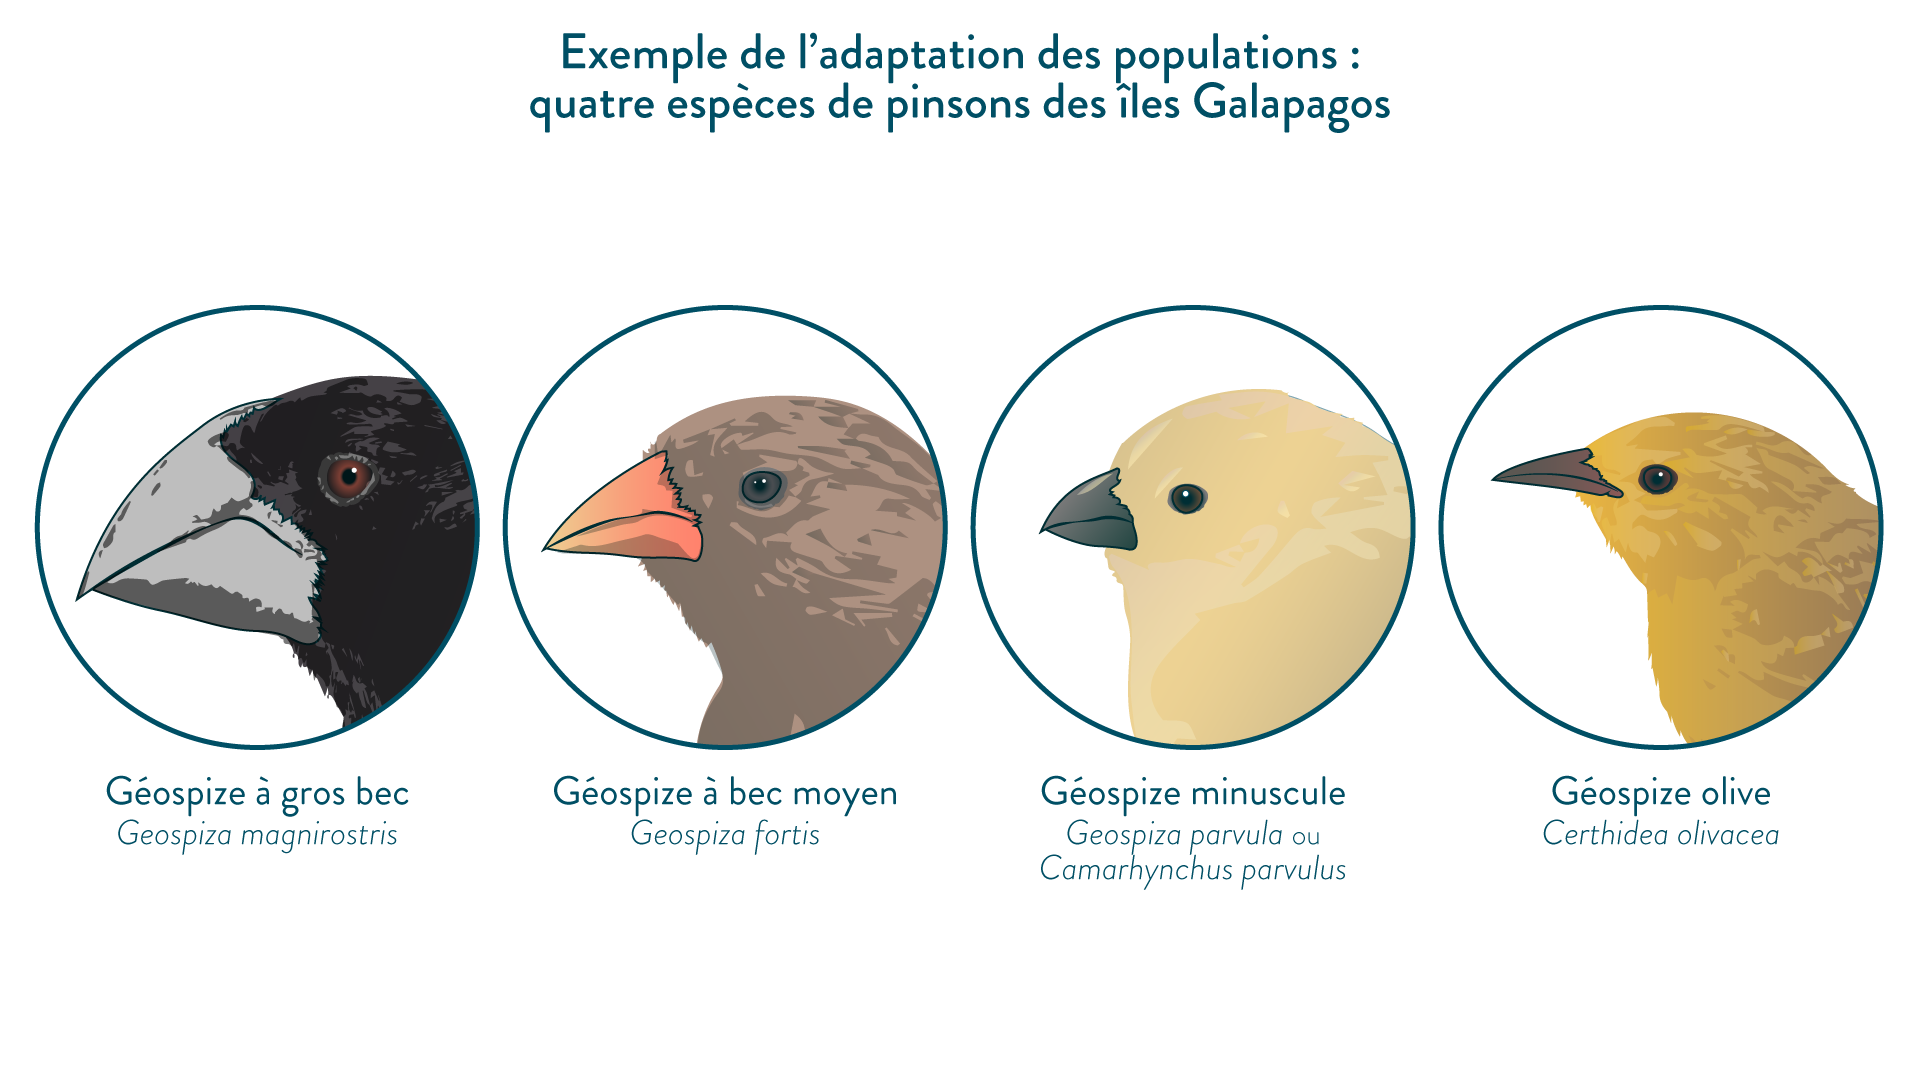 Exemple de l’adaptation des populations :
quatre espèces de pinsons des îles Galapagos
Géospize à gros bec
Geospiza magnirostris
Géospize à bec moyen
Geospiza fortis
Géospize minuscule
Geospiza parvula ou
Camarhynchus parvulus
Géospize olive
Certhidea olivacea